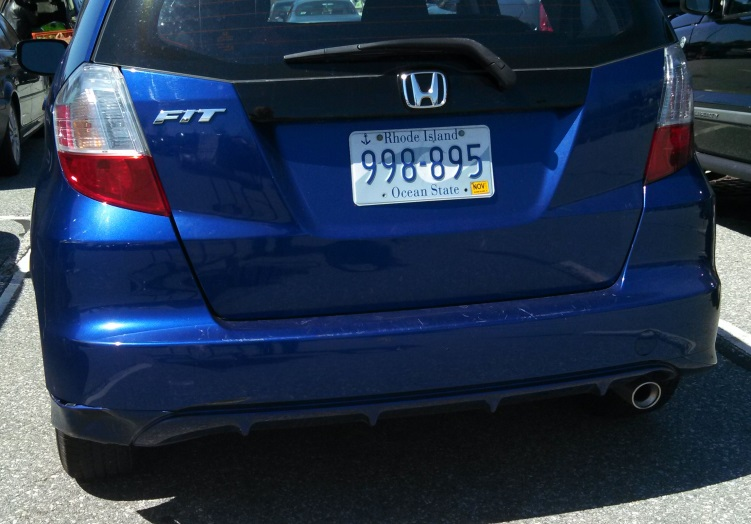 FIT
Rhode Island
998-895
Ocean State
NOV